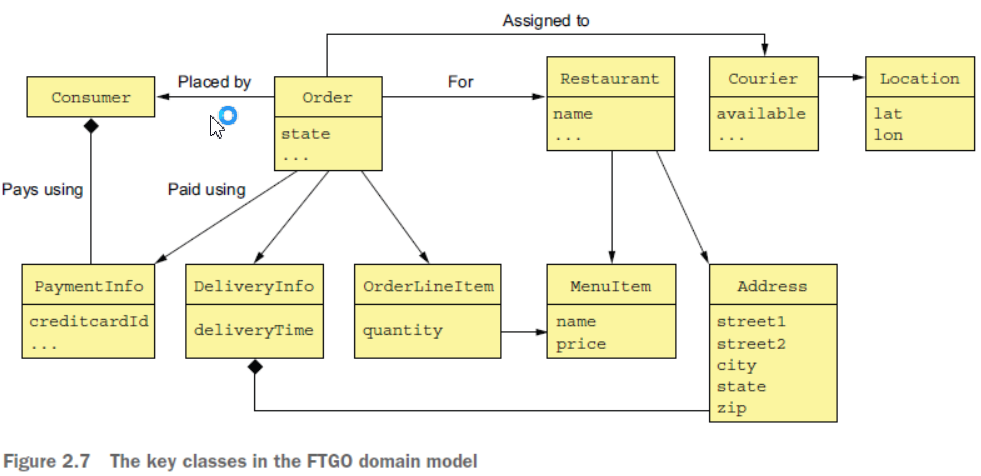 Assigned to
Placed by
For
Consumer
Order
state
...
Restaurant
name
...
Courier
available
...
Location
lat
lon
Pays using
Paid using
PaymentInfo
creditcardId
...
DeliveryInfo
deliveryTime
OrderLineItem
quantity
MenuItem
name
price
Address
street1
street2
city
state
zip
Figure 2.7 The key classes in the FTGO domain model